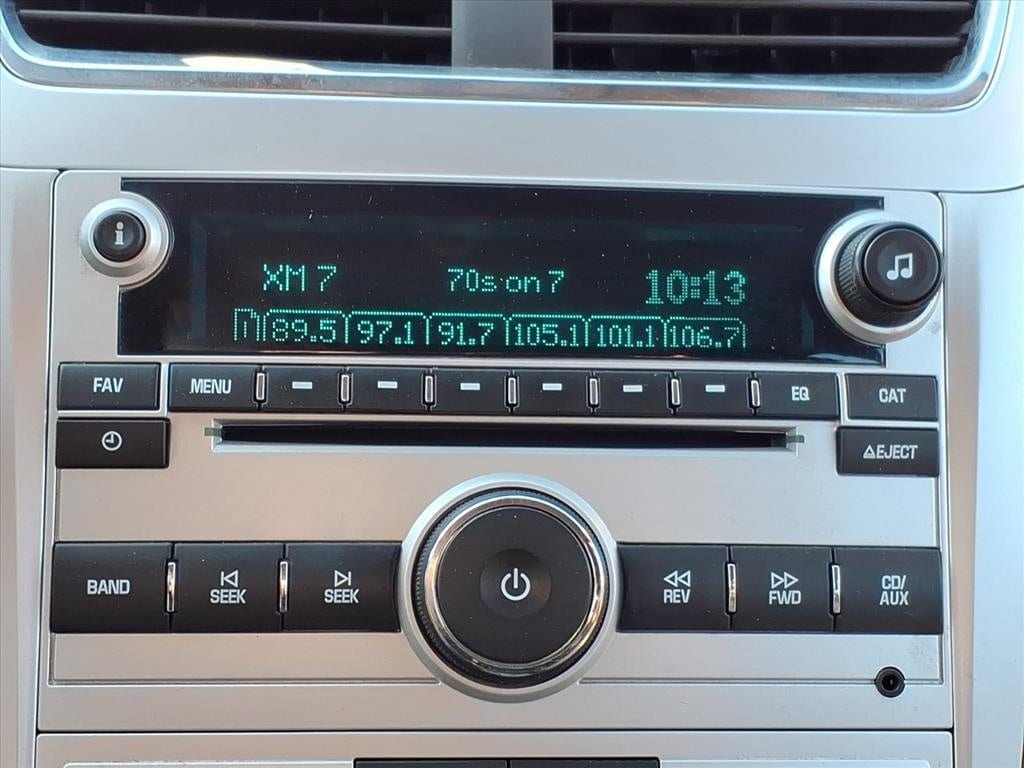 i
XM 7 70s on 7 10:13
89.5 97.1 91.7 105.1 101.1 106.7
FAV MENU EQ CAT
EJECT
BAND SEEK SEEK REV FWD CD/
AUX